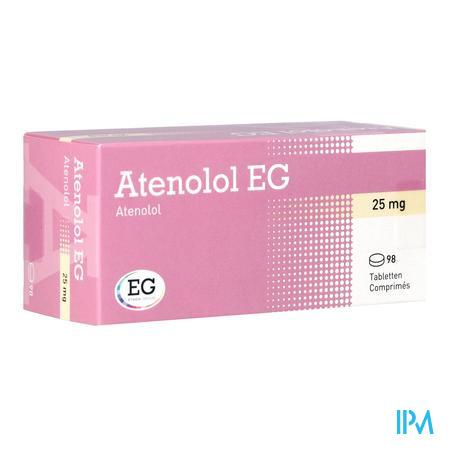 Atenolol EG
Atenolol
25 mg
98
Tabletten
Comprimés
EG
Atenolol EG
Atenolol
25 mg
98
IPM